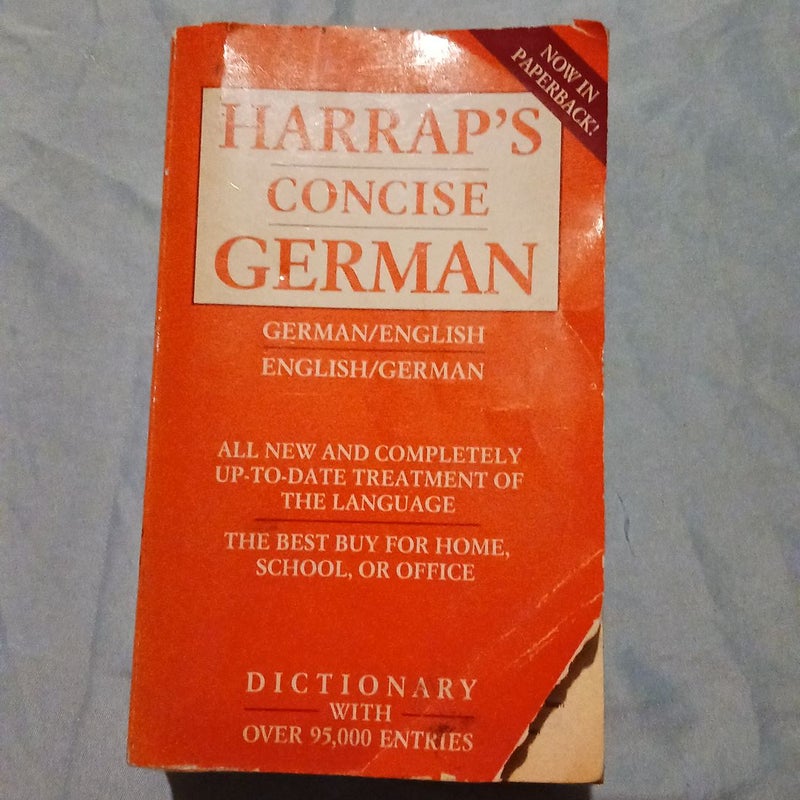 NOW IN
PAPERBACK!
HARRAP'S
CONCISE
GERMAN
GERMAN/ENGLISH
ENGLISH/GERMAN
ALL NEW AND COMPLETELY
UP-TO-DATE TREATMENT OF
THE LANGUAGE
THE BEST BUY FOR HOME,
SCHOOL, OR OFFICE
DICTIONARY
WITH
OVER 95,000 ENTRIES